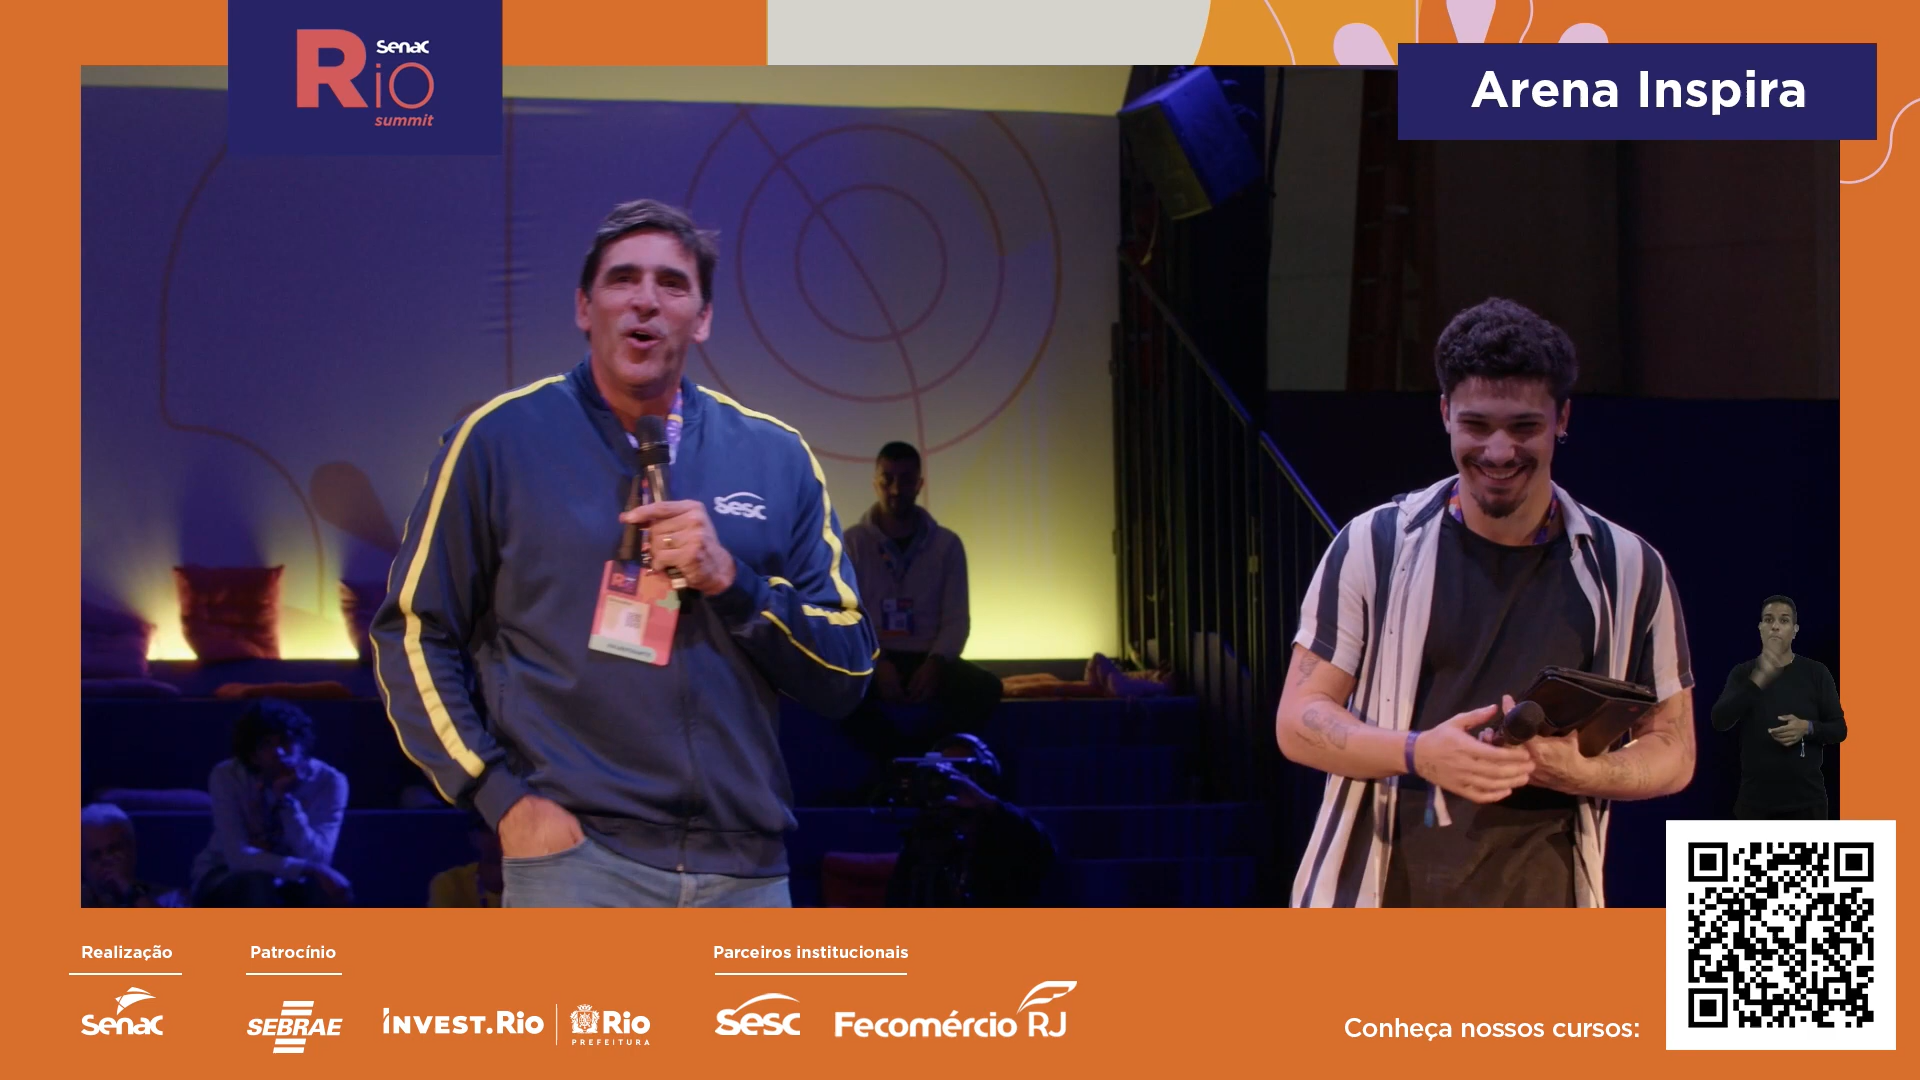 Senac
Rio
summit
Arena Inspira
Sesc
Realização
Patrocínio
Parceiros institucionais
Senac
SEBRAE
INVEST.Rio
Rio
PREFEITURA
Sesc
Fecomércio RJ
Conheça nossos cursos: